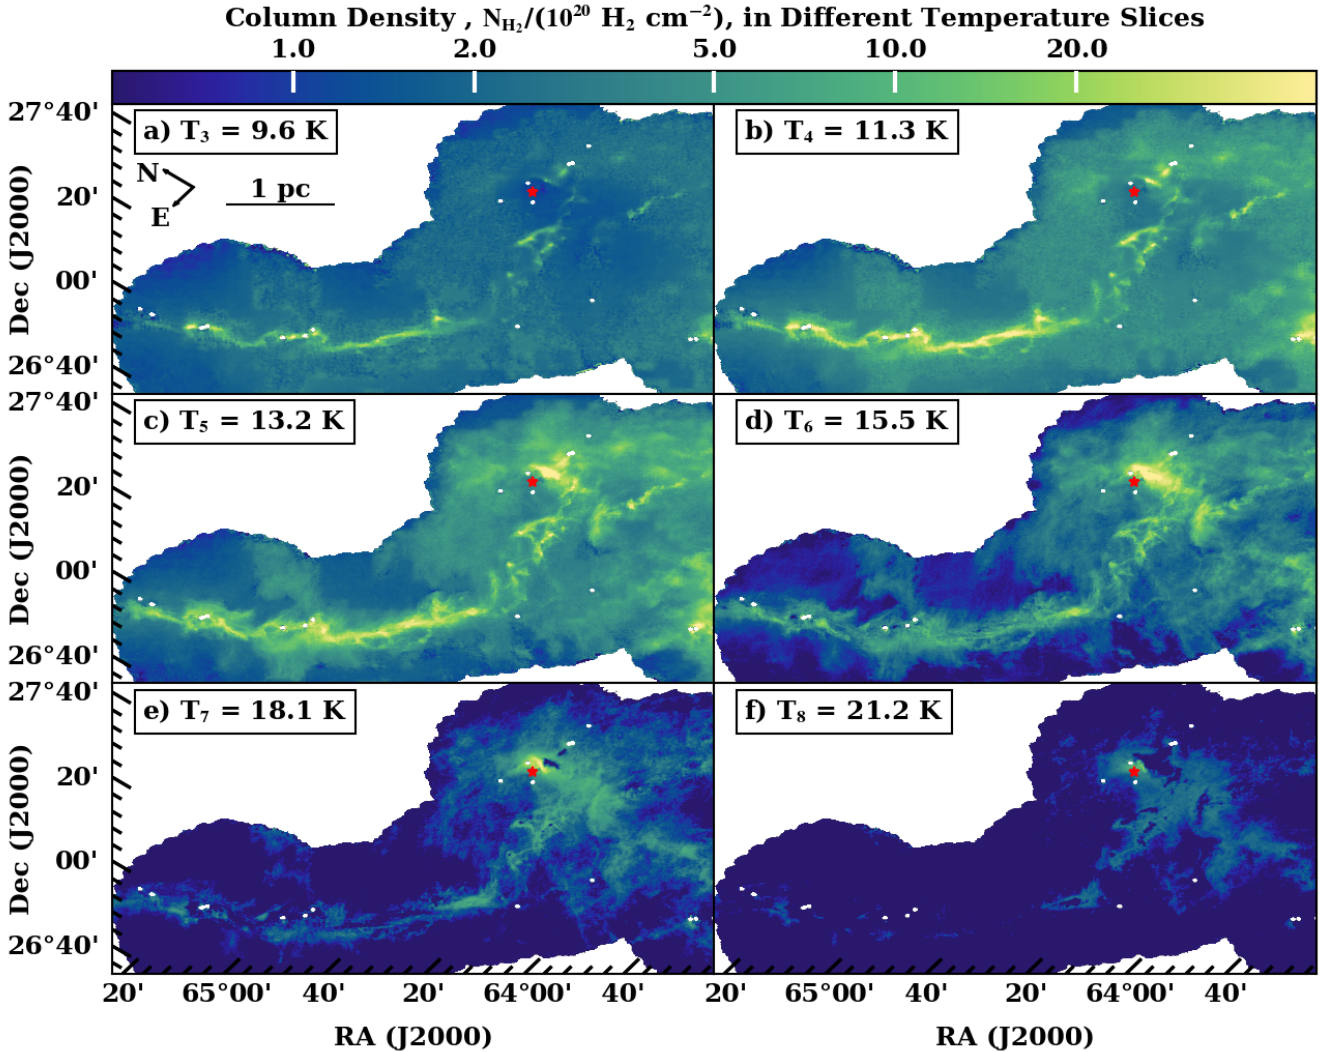 Column Density , N_H₂/(10²⁰ H₂ cm⁻²), in Different Temperature Slices
1.0 2.0 5.0 10.0 20.0
27°40'
a) T₃ = 9.6 K
b) T₄ = 11.3 K
N
1 pc
20'
E
Dec (J2000)
00'
26°40'
27°40'
c) T₅ = 13.2 K
d) T₆ = 15.5 K
20'
Dec (J2000)
00'
26°40'
27°40'
e) T₇ = 18.1 K
f) T₈ = 21.2 K
20'
Dec (J2000)
00'
26°40'
20' 65°00' 40' 20' 64°00' 40' 20' 65°00' 40' 20' 64°00' 40'
RA (J2000) RA (J2000)